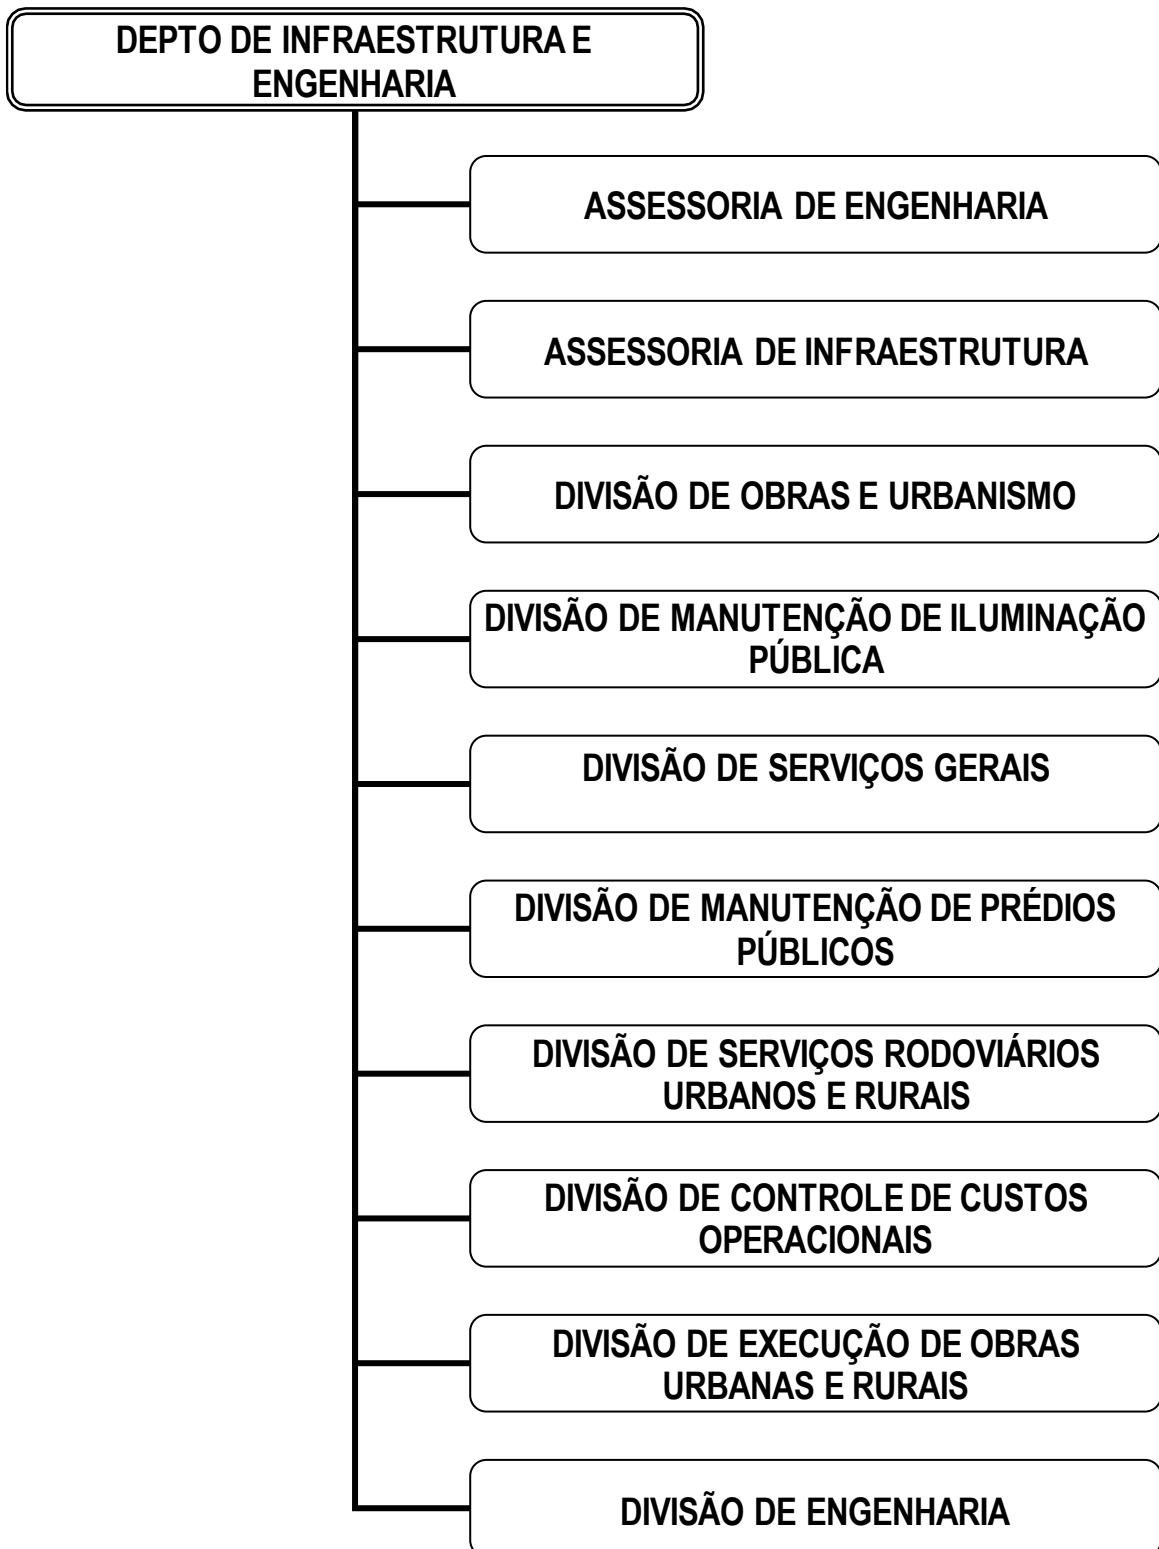 DEPTO DE INFRAESTRUTURA E
ENGENHARIA
ASSESSORIA DE ENGENHARIA
ASSESSORIA DE INFRAESTRUTURA
DIVISÃO DE OBRAS E URBANISMO
DIVISÃO DE MANUTENÇÃO DE ILUMINAÇÃO
PÚBLICA
DIVISÃO DE SERVIÇOS GERAIS
DIVISÃO DE MANUTENÇÃO DE PRÉDIOS
PÚBLICOS
DIVISÃO DE SERVIÇOS RODOVIÁRIOS
URBANOS E RURAIS
DIVISÃO DE CONTROLE DE CUSTOS
OPERACIONAIS
DIVISÃO DE EXECUÇÃO DE OBRAS
URBANAS E RURAIS
DIVISÃO DE ENGENHARIA